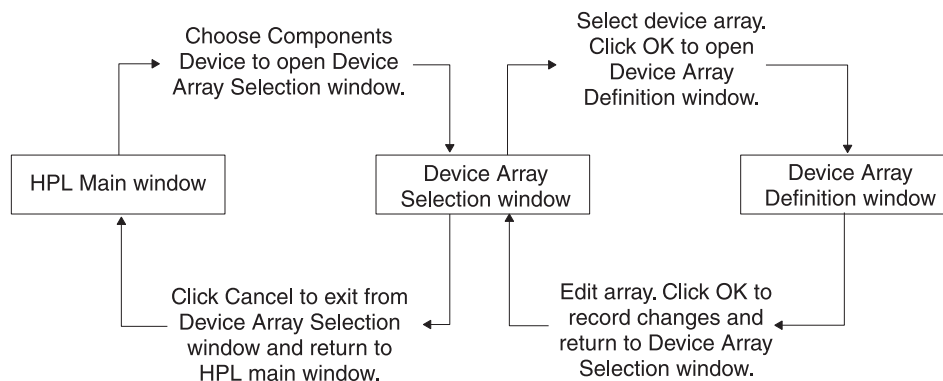 Choose Components
Device to open Device
Array Selection window.
Select device array.
Click OK to open
Device Array
Definition window.
HPL Main window
Device Array
Selection window
Device Array
Definition window
Click Cancel to exit from
Device Array Selection
window and return to
HPL main window.
Edit array. Click OK to
record changes and
return to Device Array
Selection window.